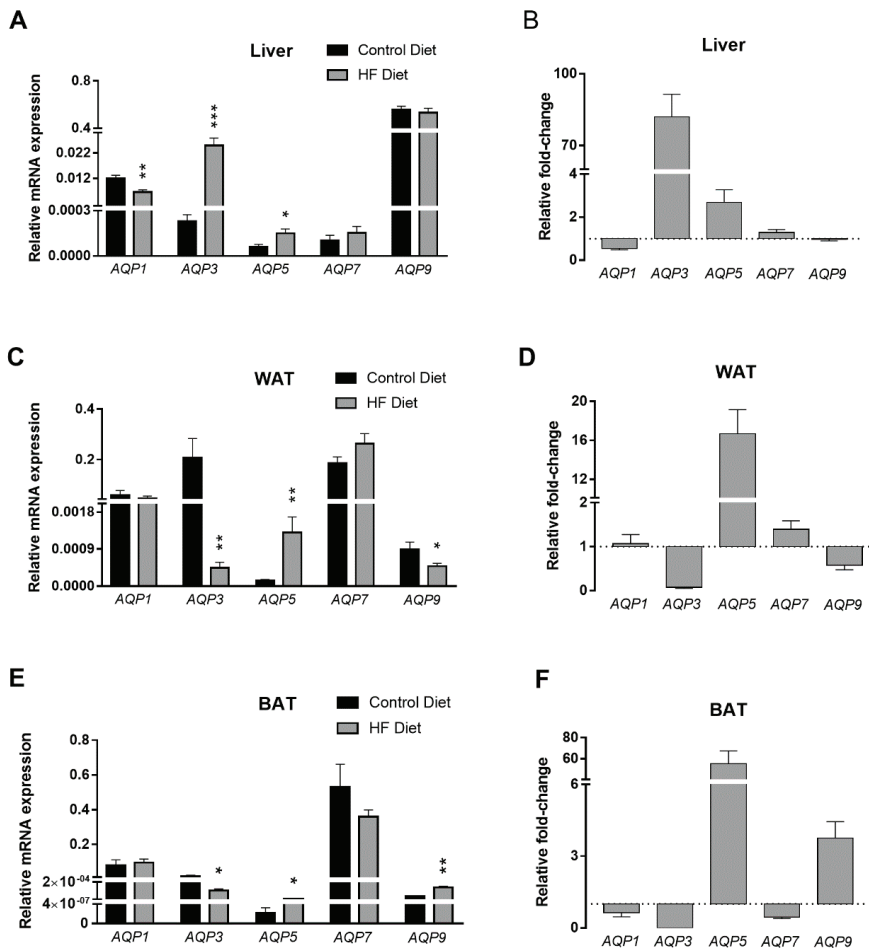 A
Liver
Control Diet
HF Diet
Relative mRNA expression
0.8
0.4
0.022
0.012
0.0003
0.0000
**
***
*
AQP1 AQP3 AQP5 AQP7 AQP9
B
Liver
Relative fold-change
100
70
4
2
0
AQP1 AQP3 AQP5 AQP7 AQP9
C
WAT
Control Diet
HF Diet
Relative mRNA expression
0.4
0.2
0.0018
0.0009
0.0000
**
**
*
AQP1 AQP3 AQP5 AQP7 AQP9
D
WAT
Relative fold-change
20
16
12
2
1
0
AQP1 AQP3 AQP5 AQP7 AQP9
E
BAT
Control Diet
HF Diet
Relative mRNA expression
0.8
0.6
0.4
0.2
2×10⁻⁰⁴
4×10⁻⁰⁷
0
*
*
**
AQP1 AQP3 AQP5 AQP7 AQP9
F
BAT
Relative fold-change
80
60
6
3
0
AQP1 AQP3 AQP5 AQP7 AQP9